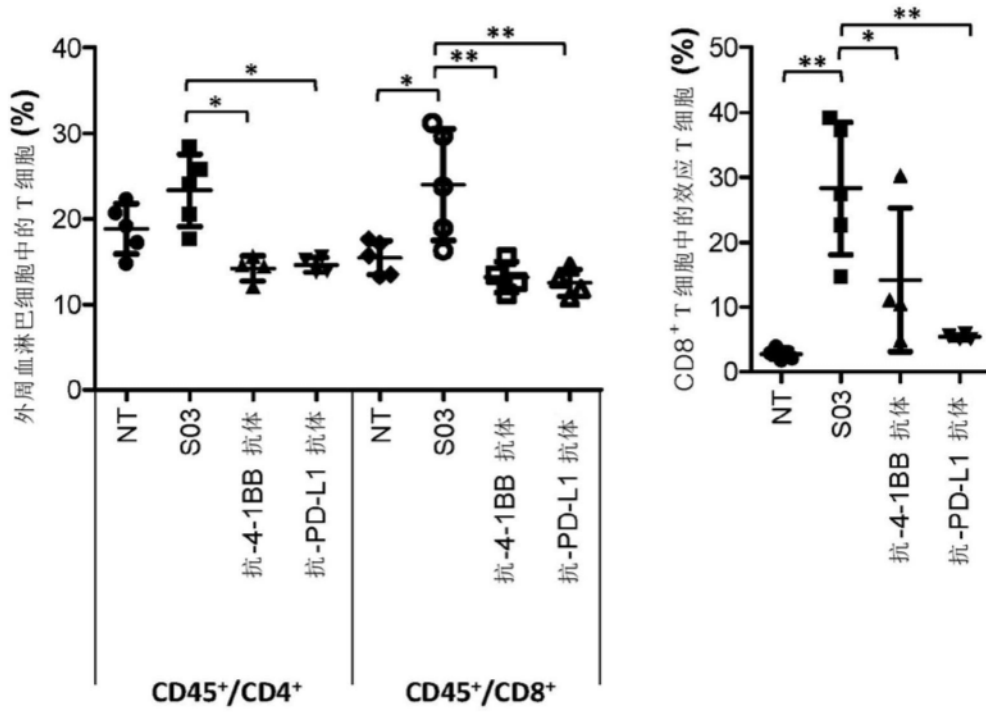 外周血淋巴细胞中的 T 细胞 (%)
40
30
20
10
0
*
*
*
**
**
NT
S03
抗-4-1BB 抗体
抗-PD-L1 抗体
NT
S03
抗-4-1BB 抗体
抗-PD-L1 抗体
CD45⁺/CD4⁺
CD45⁺/CD8⁺
CD8⁺ T 细胞中的效应 T 细胞 (%)
50
40
30
20
10
0
**
*
**
NT
S03
抗-4-1BB 抗体
抗-PD-L1 抗体